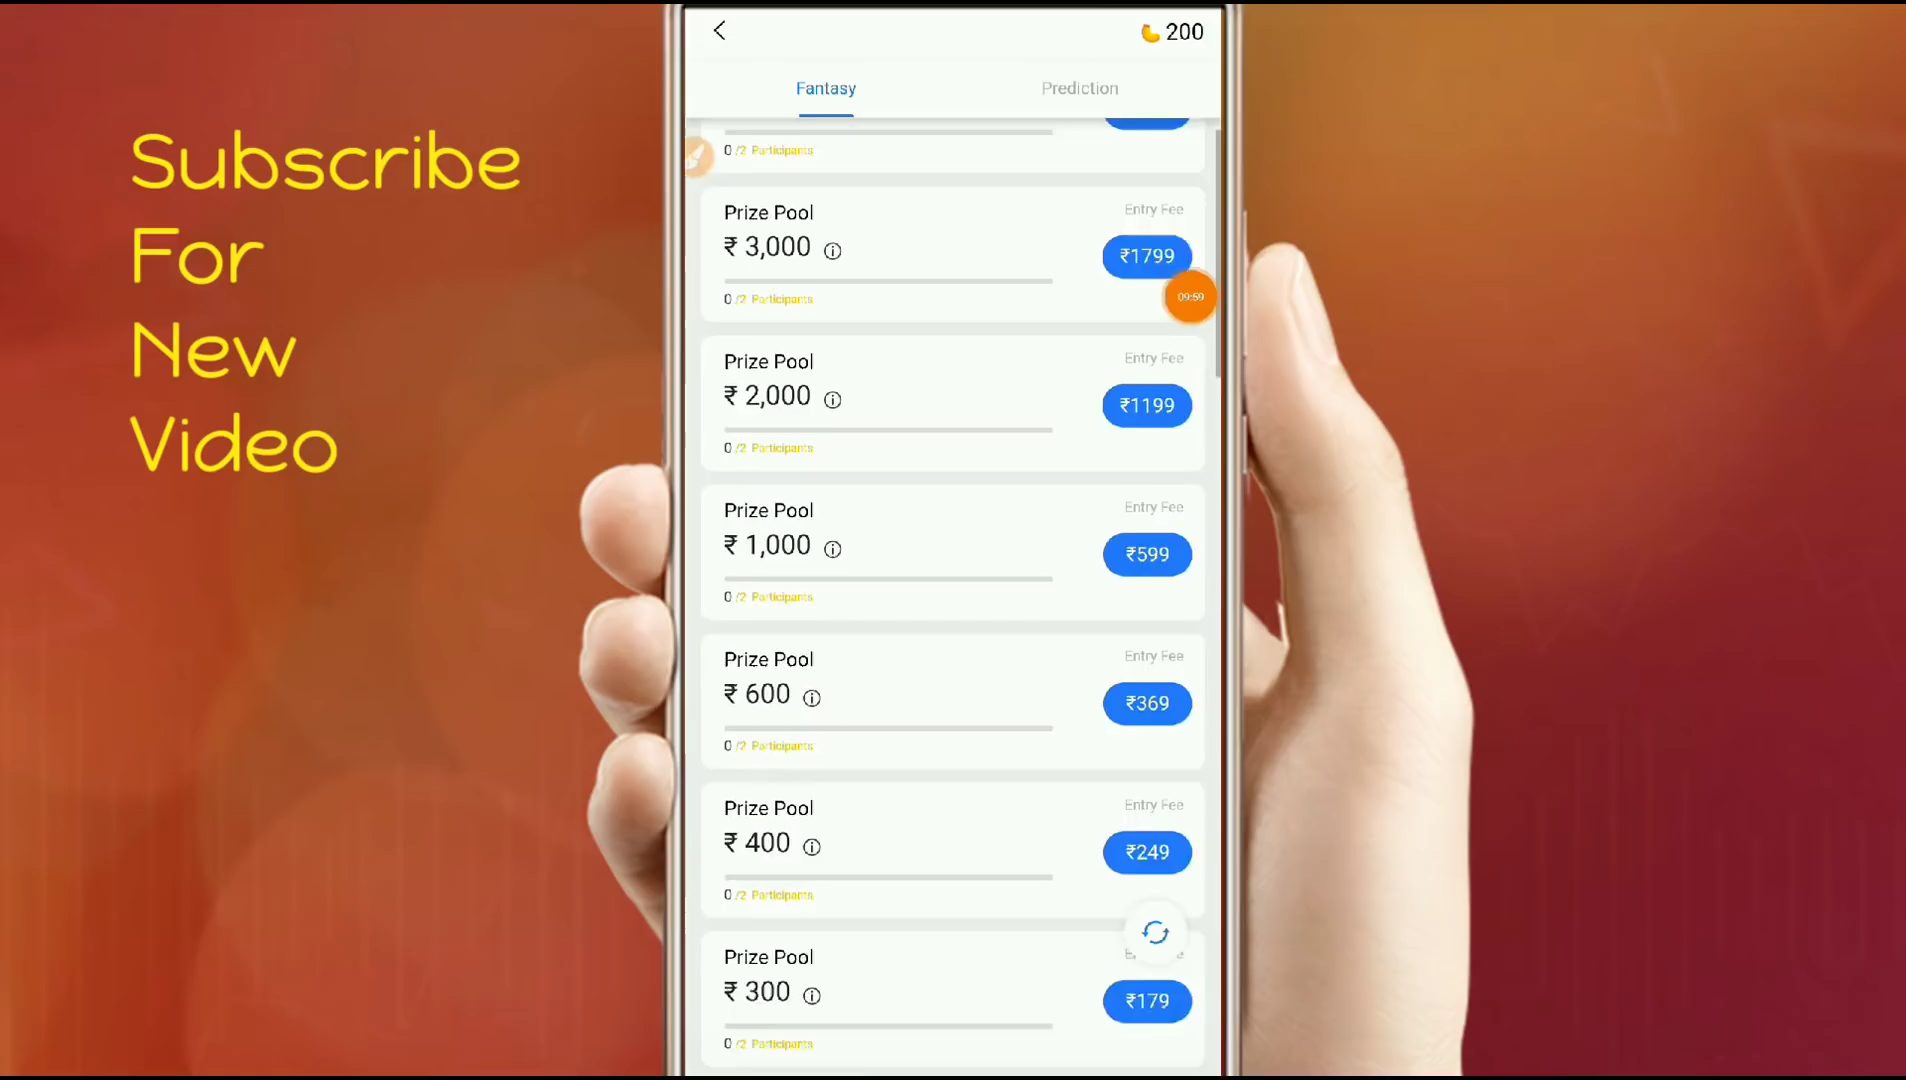 Subscribe
For
New
Video
200
Fantasy
Prediction
0 /2 Participants
Prize Pool
Entry Fee
₹ 3,000
₹1799
09:59
0 /2 Participants
Prize Pool
Entry Fee
₹ 2,000
₹1199
0 /2 Participants
Prize Pool
Entry Fee
₹ 1,000
₹599
0 /2 Participants
Prize Pool
Entry Fee
₹ 600
₹369
0 /2 Participants
Prize Pool
Entry Fee
₹ 400
₹249
0 /2 Participants
Prize Pool
₹ 300
₹179
0 /2 Participants